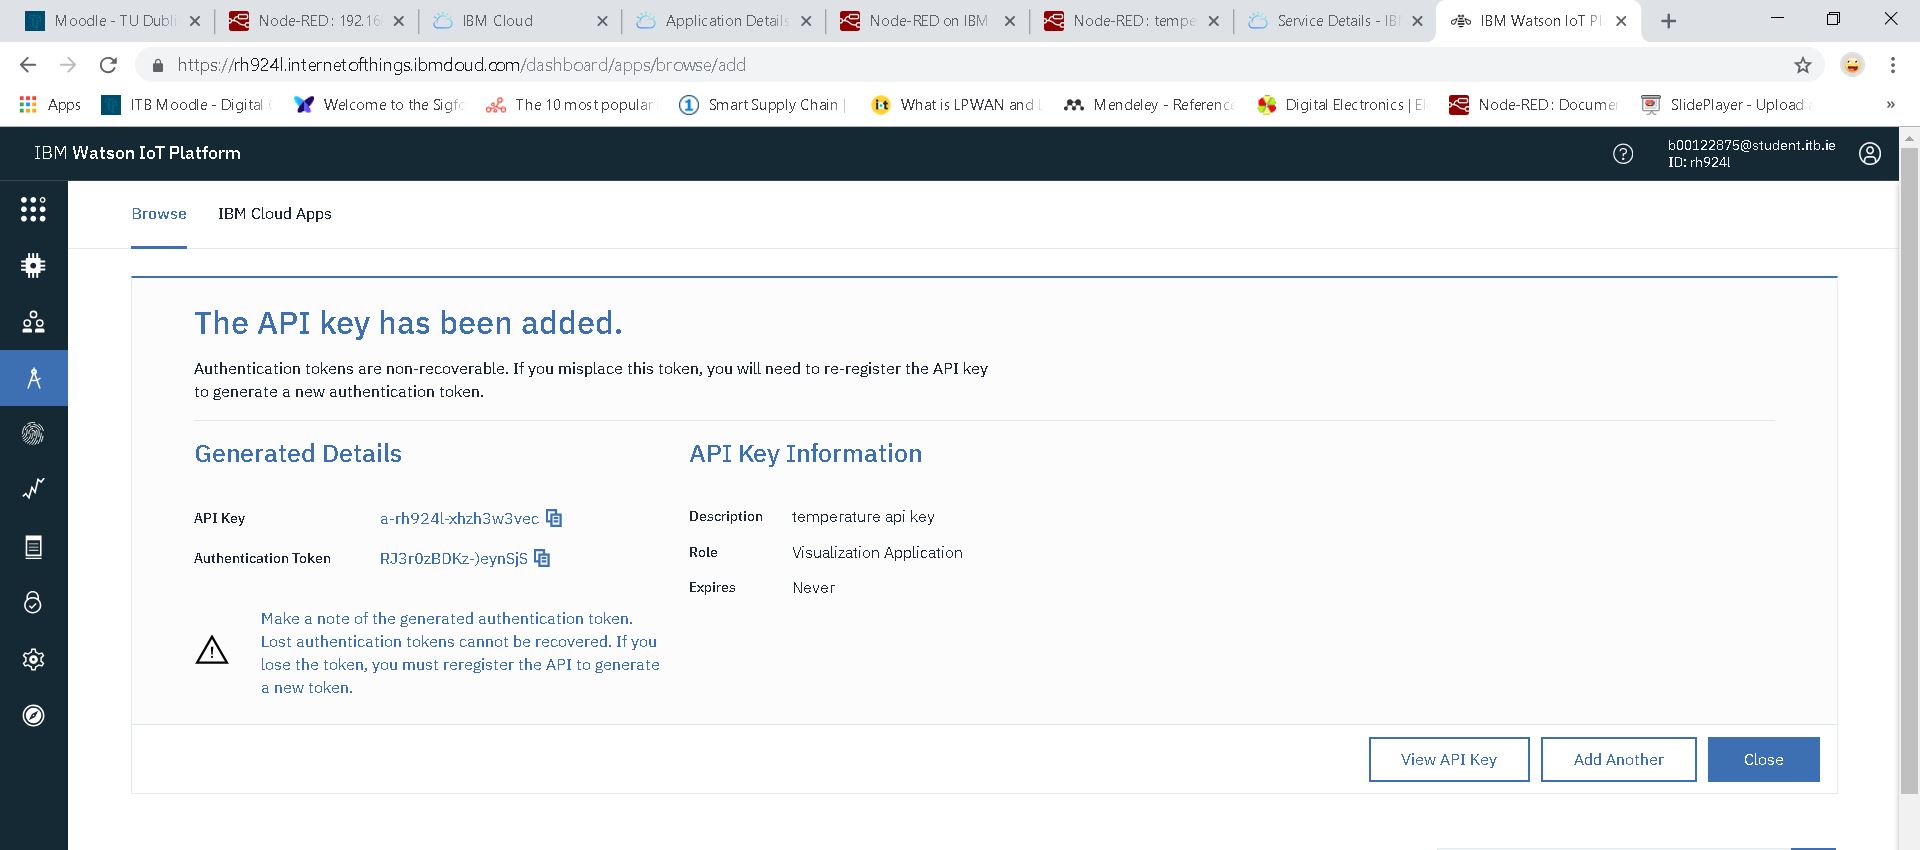 Moodle - TU Dubli
Node-RED : 192.16
IBM Cloud
Application Details
Node-RED on IBM
Node-RED : tempe
Service Details - IB
IBM Watson IoT Pl
https://rh924l.internetofthings.ibmcloud.com/dashboard/apps/browse/add
Apps
ITB Moodle - Digital
Welcome to the Sigfo
The 10 most popular
Smart Supply Chain |
What is LPWAN and
Mendeley - Reference
Digital Electronics | El
Node-RED : Docume
SlidePlayer - Upload
»
IBM Watson IoT Platform
b00122875@student.itb.ie
ID: rh924l
Browse
IBM Cloud Apps
The API key has been added.
Authentication tokens are non-recoverable. If you misplace this token, you will need to re-register the API key
to generate a new authentication token.
Generated Details
API Key a-rh924l-xhzh3w3vec
Authentication Token RJ3r0zBDKz-)eynSjS
Make a note of the generated authentication token.
Lost authentication tokens cannot be recovered. If you
lose the token, you must reregister the API to generate
a new token.
API Key Information
Description temperature api key
Role Visualization Application
Expires Never
View API Key
Add Another
Close